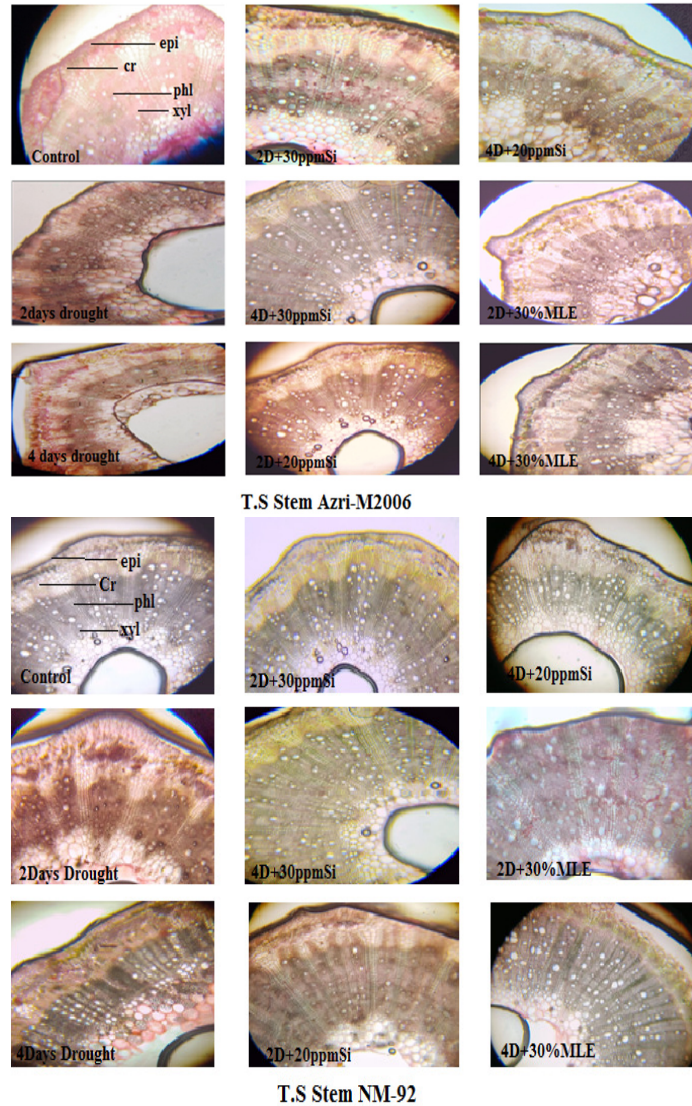 epi
cr
phl
xyl
Control
2D+30ppmSi
4D+20ppmSi
2days drought
4D+30ppmSi
2D+30%MLE
4 days drought
2D+20ppmSi
4D+30%MLE
T.S Stem Azri-M2006
epi
Cr
phl
xyl
Control
2D+30ppmSi
4D+20ppmSi
2Days Drought
4D+30ppmSi
2D+30%MLE
4Days Drought
2D+20ppmSi
4D+30%MLE
T.S Stem NM-92